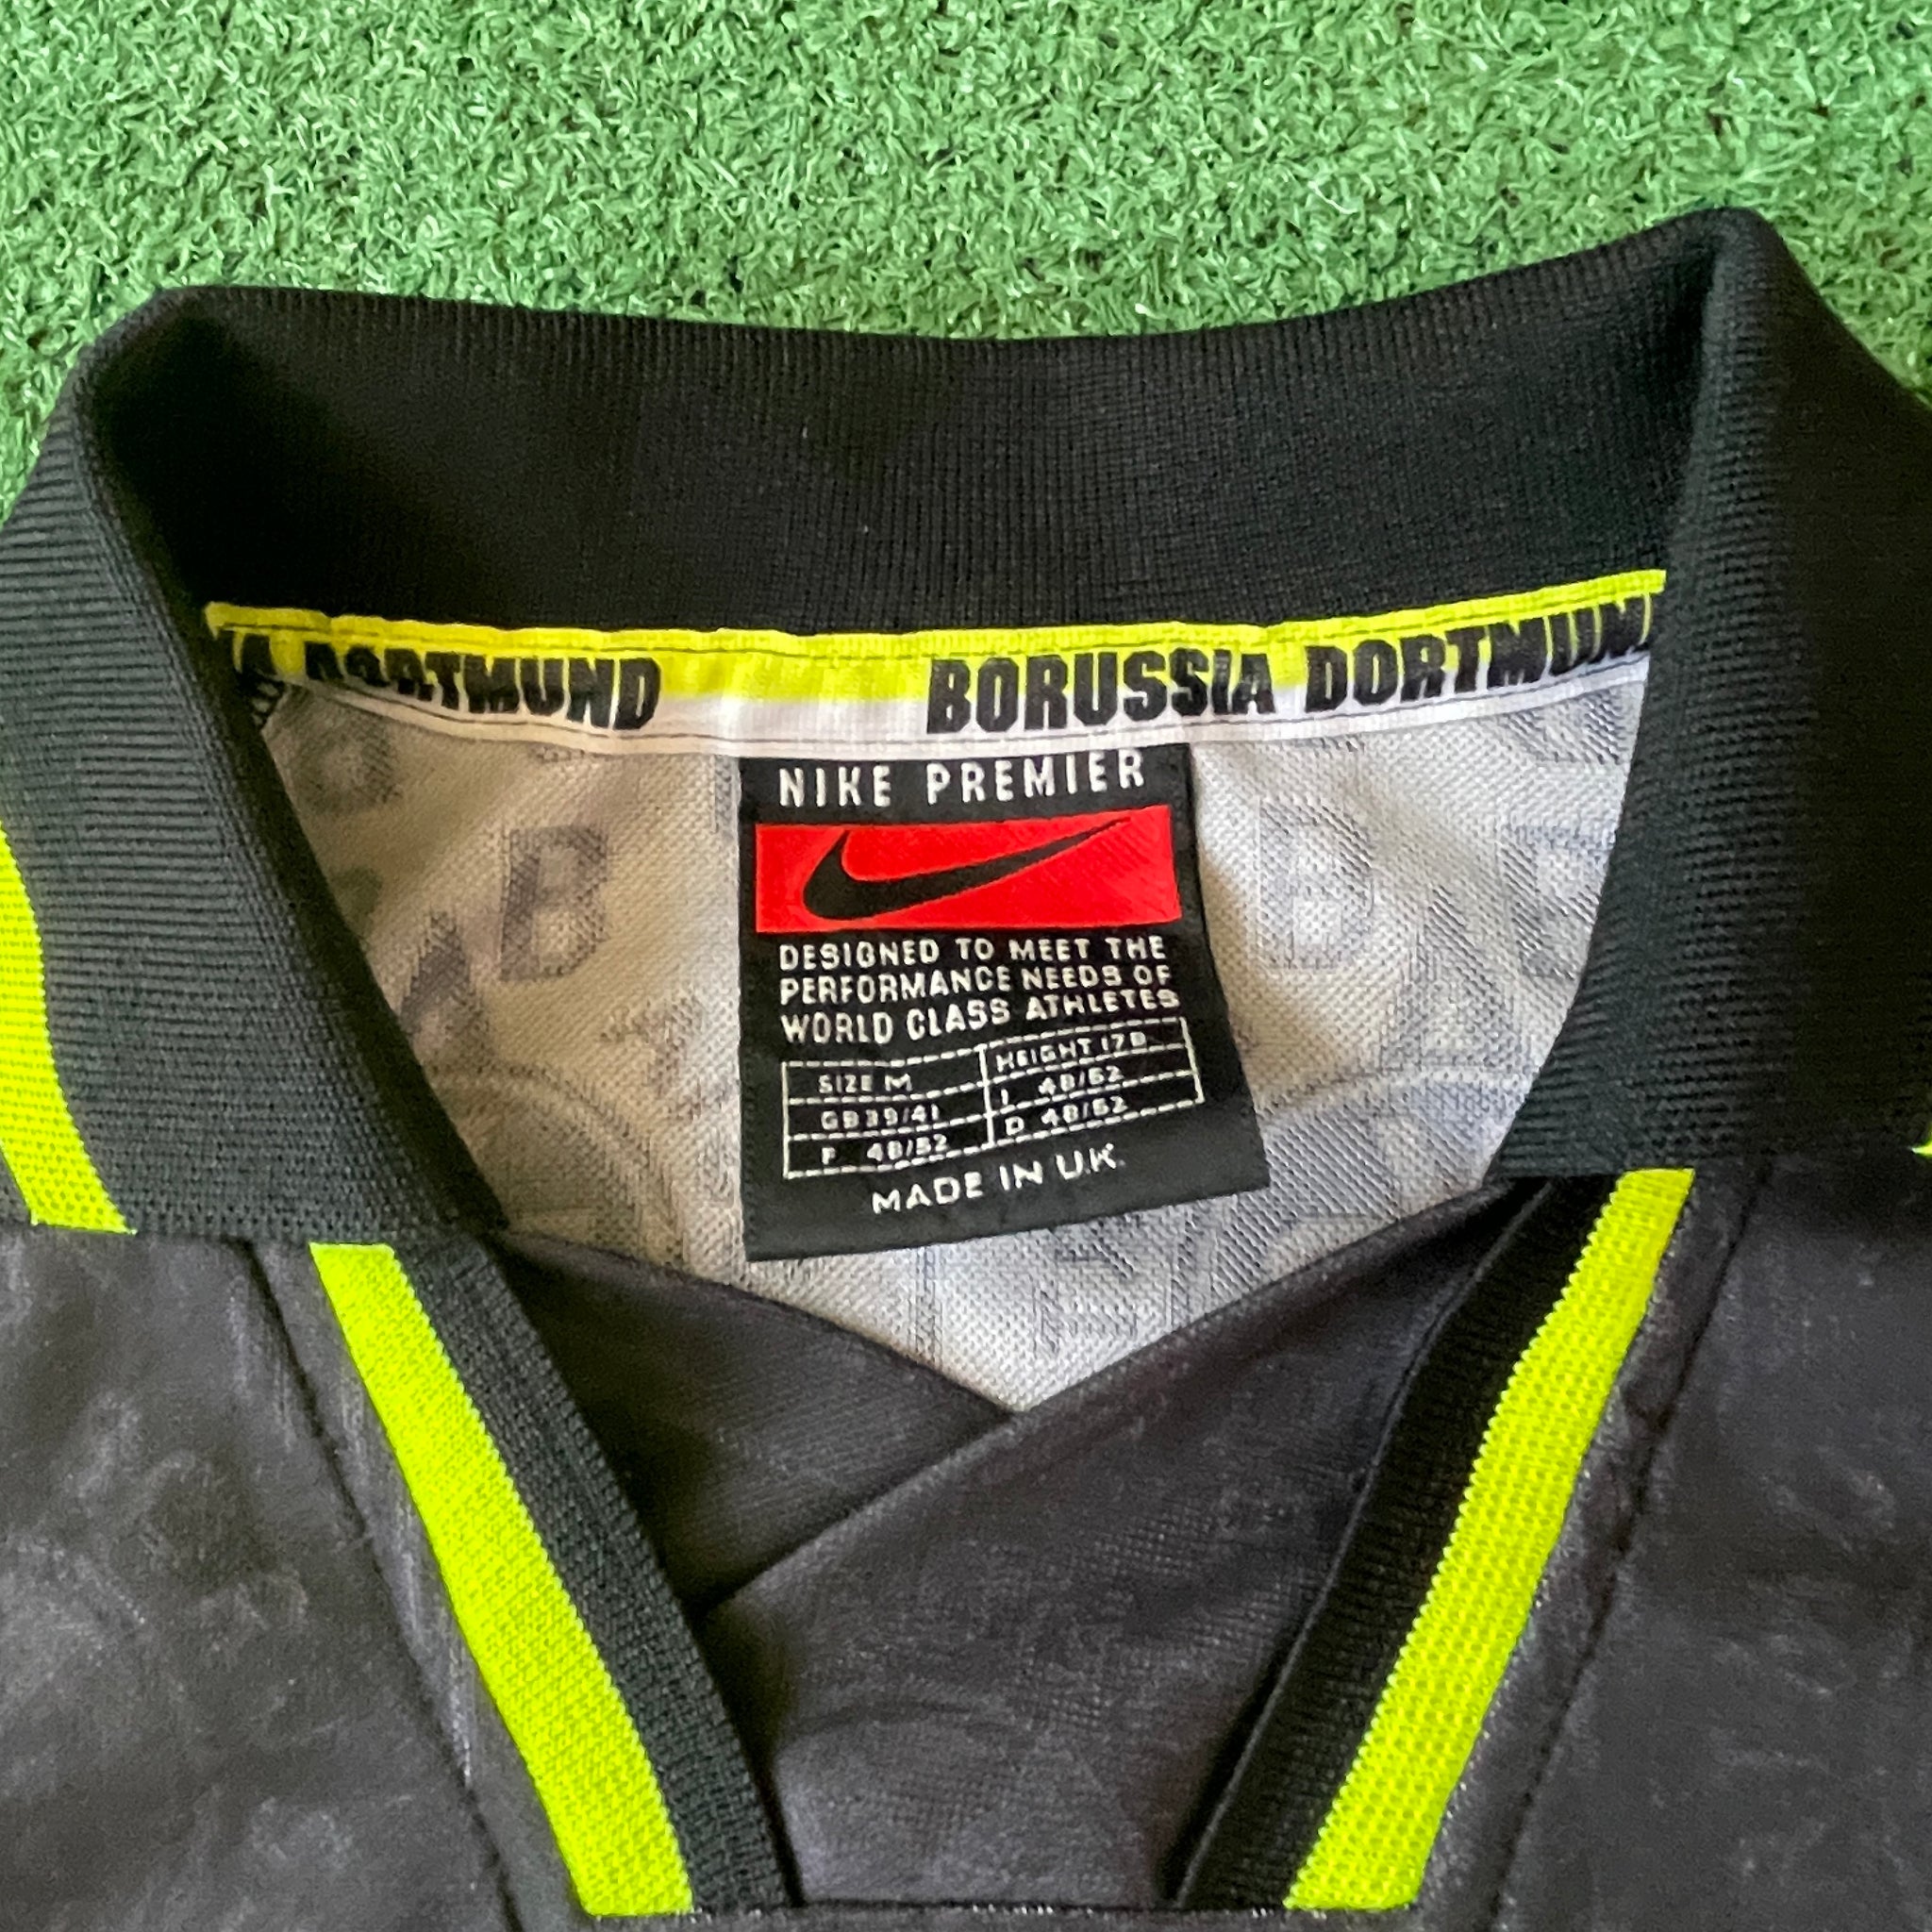 A DORTMUND BORUSSIA DORTMUN
NIKE PREMIER
DESIGNED TO MEET THE
PERFORMANCE NEEDS OF
WORLD CLASS ATHLETES
SIZE M HEIGHT 178
GB 39/41 I 48/52
F 48/52 D 48/52
MADE IN U.K.
B
B